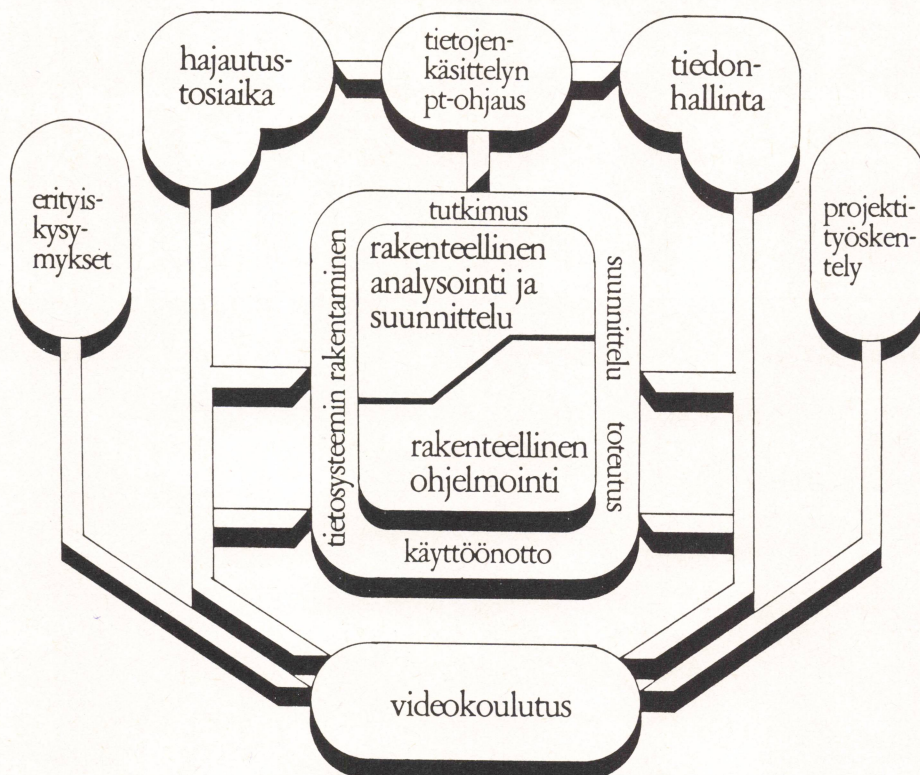 hajautus-
tosiaika
tietojen-
käsittelyn
pt-ohjaus
tiedon-
hallinta
erityis-
kysy-
mykset
projekti-
työsken-
tely
tutkimus
tietosysteemin rakentaminen
rakenteellinen
analysointi ja
suunnittelu
suunnittelu
toteutus
rakenteellinen
ohjelmointi
käyttöönotto
videokoulutus